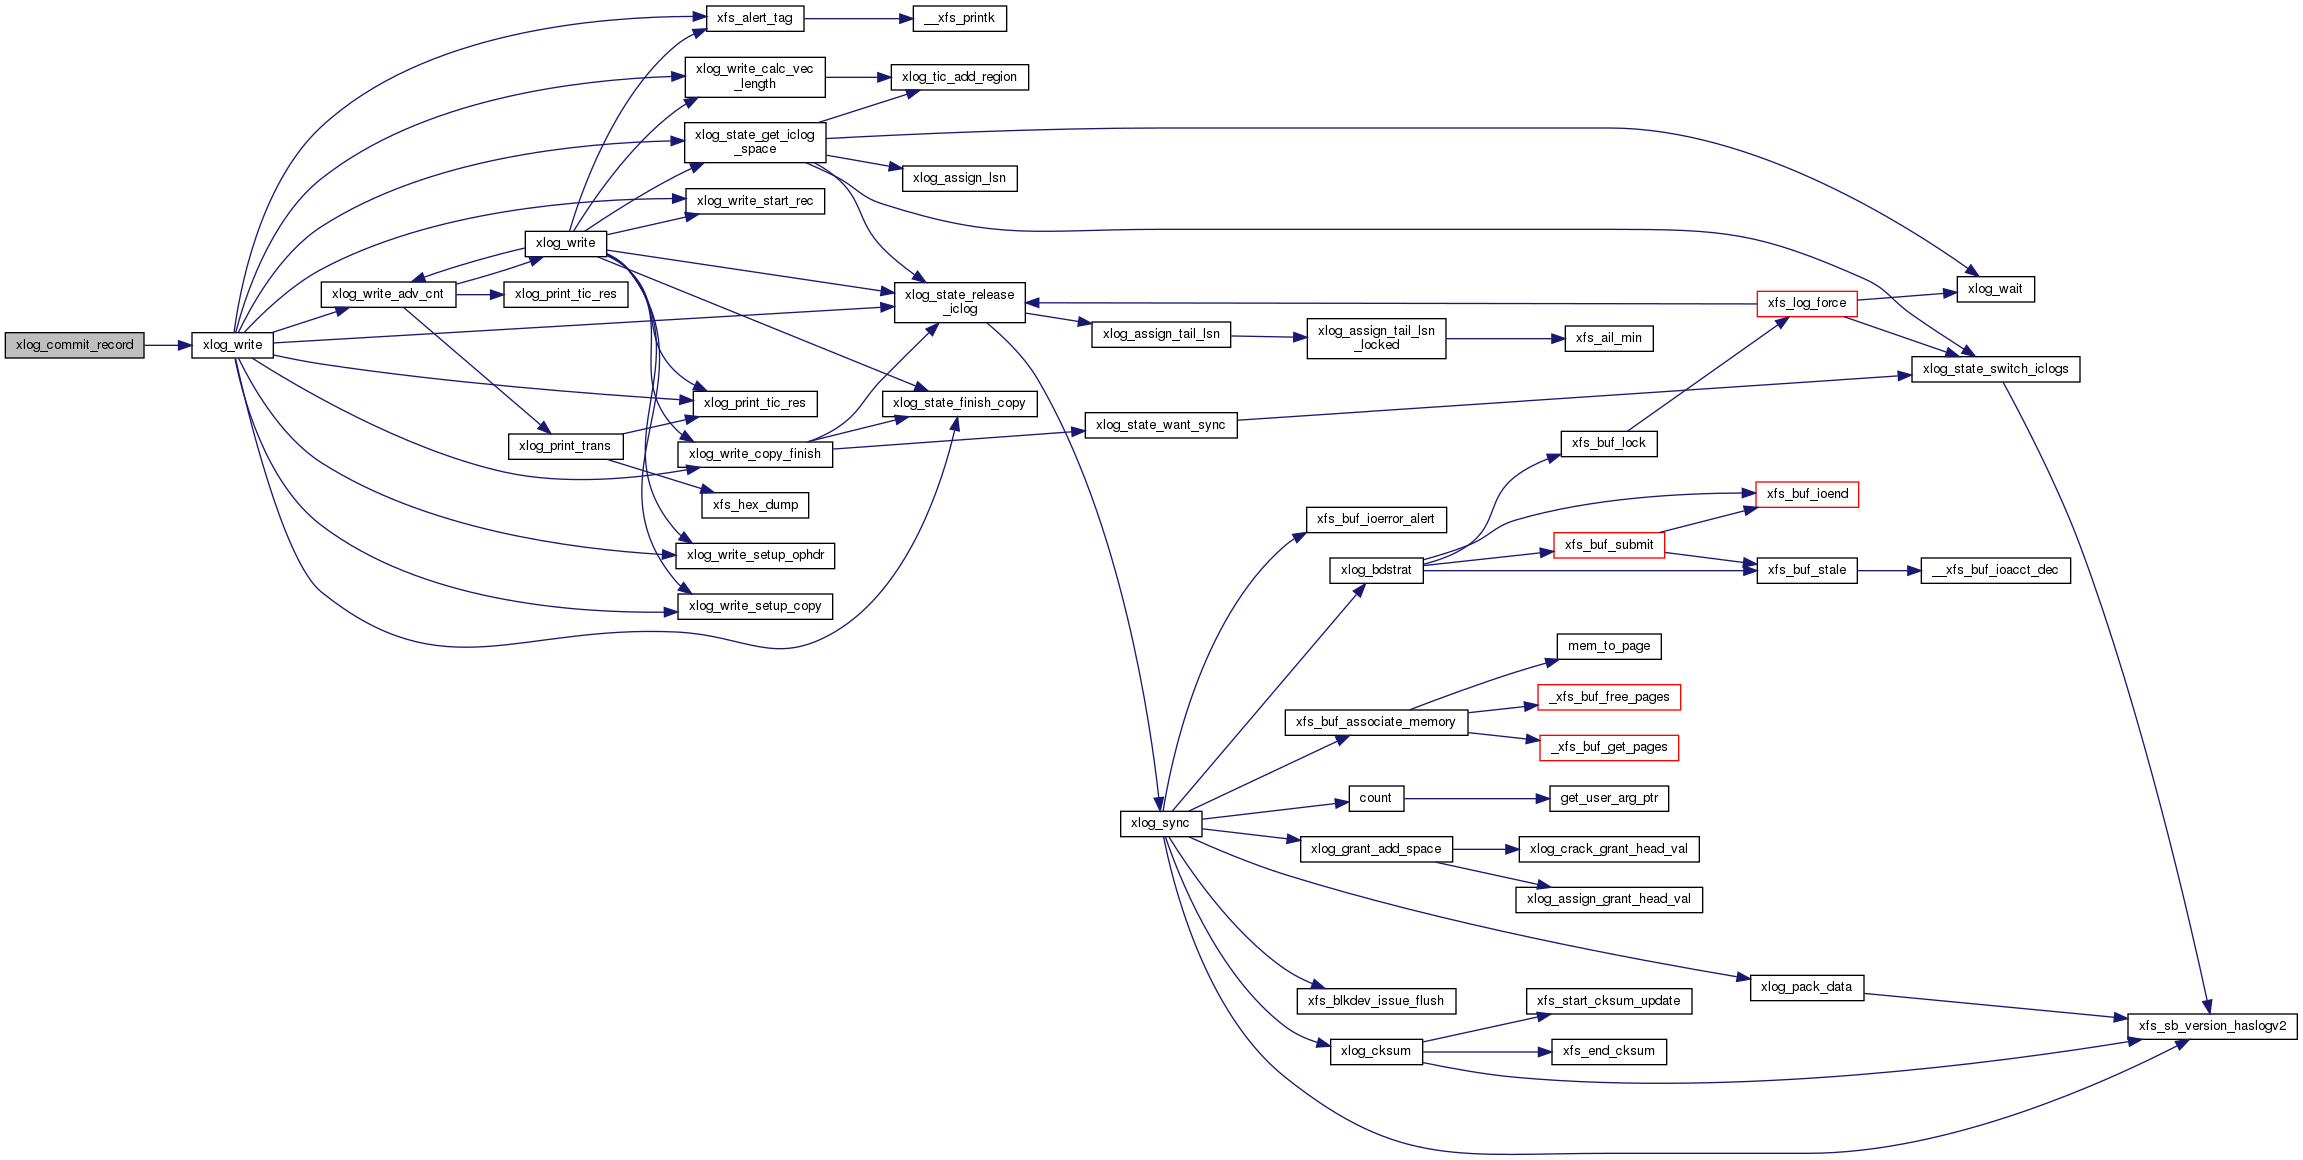 xfs_alert_tag
__xfs_printk
xlog_write_calc_vec
_length
xlog_tic_add_region
xlog_state_get_iclog
_space
xlog_assign_lsn
xlog_write_start_rec
xlog_write
xlog_write_adv_cnt
xlog_print_tic_res
xlog_state_release
_iclog
xfs_log_force
xlog_wait
xlog_commit_record
xlog_write
xlog_assign_tail_lsn
xlog_assign_tail_lsn
_locked
xfs_ail_min
xlog_state_switch_iclogs
xlog_print_tic_res
xlog_state_finish_copy
xlog_state_want_sync
xlog_print_trans
xlog_write_copy_finish
xfs_buf_lock
xfs_hex_dump
xfs_buf_ioerror_alert
xfs_buf_ioend
xlog_write_setup_ophdr
xfs_buf_submit
xlog_bdstrat
xfs_buf_stale
__xfs_buf_ioacct_dec
xlog_write_setup_copy
mem_to_page
_xfs_buf_free_pages
xfs_buf_associate_memory
_xfs_buf_get_pages
count
get_user_arg_ptr
xlog_sync
xlog_grant_add_space
xlog_crack_grant_head_val
xlog_assign_grant_head_val
xlog_pack_data
xfs_blkdev_issue_flush
xfs_start_cksum_update
xfs_sb_version_haslogv2
xlog_cksum
xfs_end_cksum